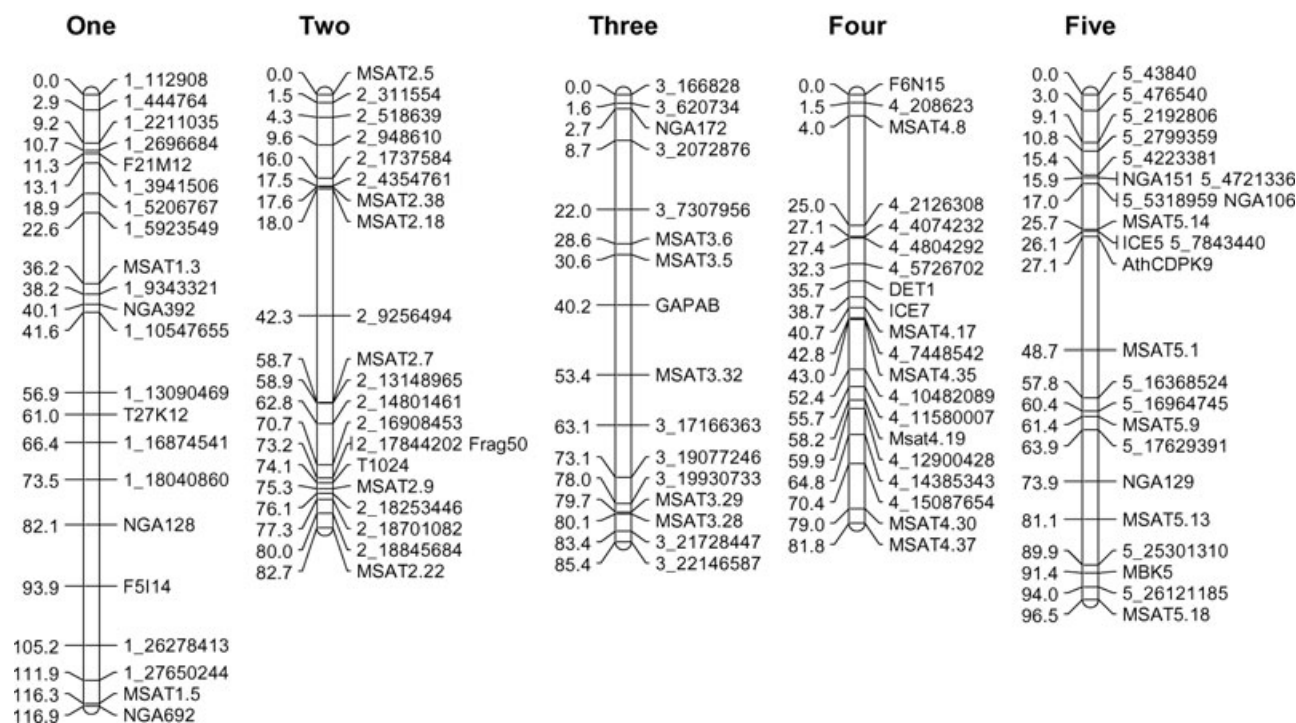 One
0.0 1_112908
2.9 1_444764
9.2 1_2211035
10.7 1_2696684
11.3 F21M12
13.1 1_3941506
18.9 1_5206767
22.6 1_5923549
36.2 MSAT1.3
38.2 1_9343321
40.1 NGA392
41.6 1_10547655
56.9 1_13090469
61.0 T27K12
66.4 1_16874541
73.5 1_18040860
82.1 NGA128
93.9 F5I14
105.2 1_26278413
111.9 1_27650244
116.3 MSAT1.5
116.9 NGA692
Two
0.0 MSAT2.5
1.5 2_311554
4.3 2_518639
9.6 2_948610
16.0 2_1737584
17.5 2_4354761
17.6 MSAT2.38
18.0 MSAT2.18
42.3 2_9256494
58.7 MSAT2.7
58.9 2_13148965
62.8 2_14801461
70.7 2_16908453
73.2 2_17844202 Frag50
74.1 T1024
75.3 MSAT2.9
76.1 2_18253446
77.3 2_18701082
80.0 2_18845684
82.7 MSAT2.22
Three
0.0 3_166828
1.6 3_620734
2.7 NGA172
8.7 3_2072876
22.0 3_7307956
28.6 MSAT3.6
30.6 MSAT3.5
40.2 GAPAB
53.4 MSAT3.32
63.1 3_17166363
73.1 3_19077246
78.0 3_19930733
79.7 MSAT3.29
80.1 MSAT3.28
83.4 3_21728447
85.4 3_22146587
Four
0.0 F6N15
1.5 4_208623
4.0 MSAT4.8
25.0 4_2126308
27.1 4_4074232
27.4 4_4804292
32.3 4_5726702
35.7 DET1
38.7 ICE7
40.7 MSAT4.17
42.8 4_7448542
43.0 MSAT4.35
52.4 4_10482089
55.7 4_11580007
58.2 Msat4.19
59.9 4_12900428
64.8 4_14385343
70.4 4_15087654
79.0 MSAT4.30
81.8 MSAT4.37
Five
0.0 5_43840
3.0 5_476540
9.1 5_2192806
10.8 5_2799359
15.4 5_4223381
15.9 NGA151 5_4721336
17.0 5_5318959 NGA106
25.7 MSAT5.14
26.1 ICE5 5_7843440
27.1 AthCDPK9
48.7 MSAT5.1
57.8 5_16368524
60.4 5_16964745
61.4 MSAT5.9
63.9 5_17629391
73.9 NGA129
81.1 MSAT5.13
89.9 5_25301310
91.4 MBK5
94.0 5_26121185
96.5 MSAT5.18